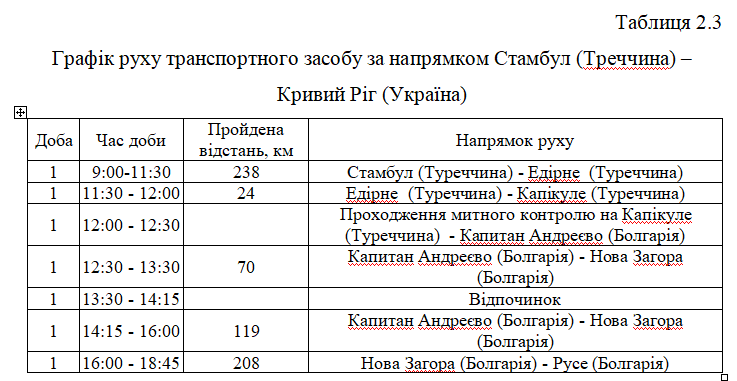 Таблиця 2.3
Графік руху транспортного засобу за напрямком Стамбул (Треччина) –
Кривий Ріг (Україна)
Доба Час доби Пройдена відстань, км Напрямок руху
1 9:00-11:30 238 Стамбул (Туреччина) - Едірне (Туреччина)
1 11:30 - 12:00 24 Едірне (Туреччина) - Капікуле (Туреччина)
1 12:00 - 12:30 Проходження митного контролю на Капікуле
(Туреччина) - Капитан Андреєво (Болгарія)
1 12:30 - 13:30 70 Капитан Андреєво (Болгарія) - Нова Загора
(Болгарія)
1 13:30 - 14:15 Відпочинок
1 14:15 - 16:00 119 Капитан Андреєво (Болгарія) - Нова Загора
(Болгарія)
1 16:00 - 18:45 208 Нова Загора (Болгарія) - Русе (Болгарія)